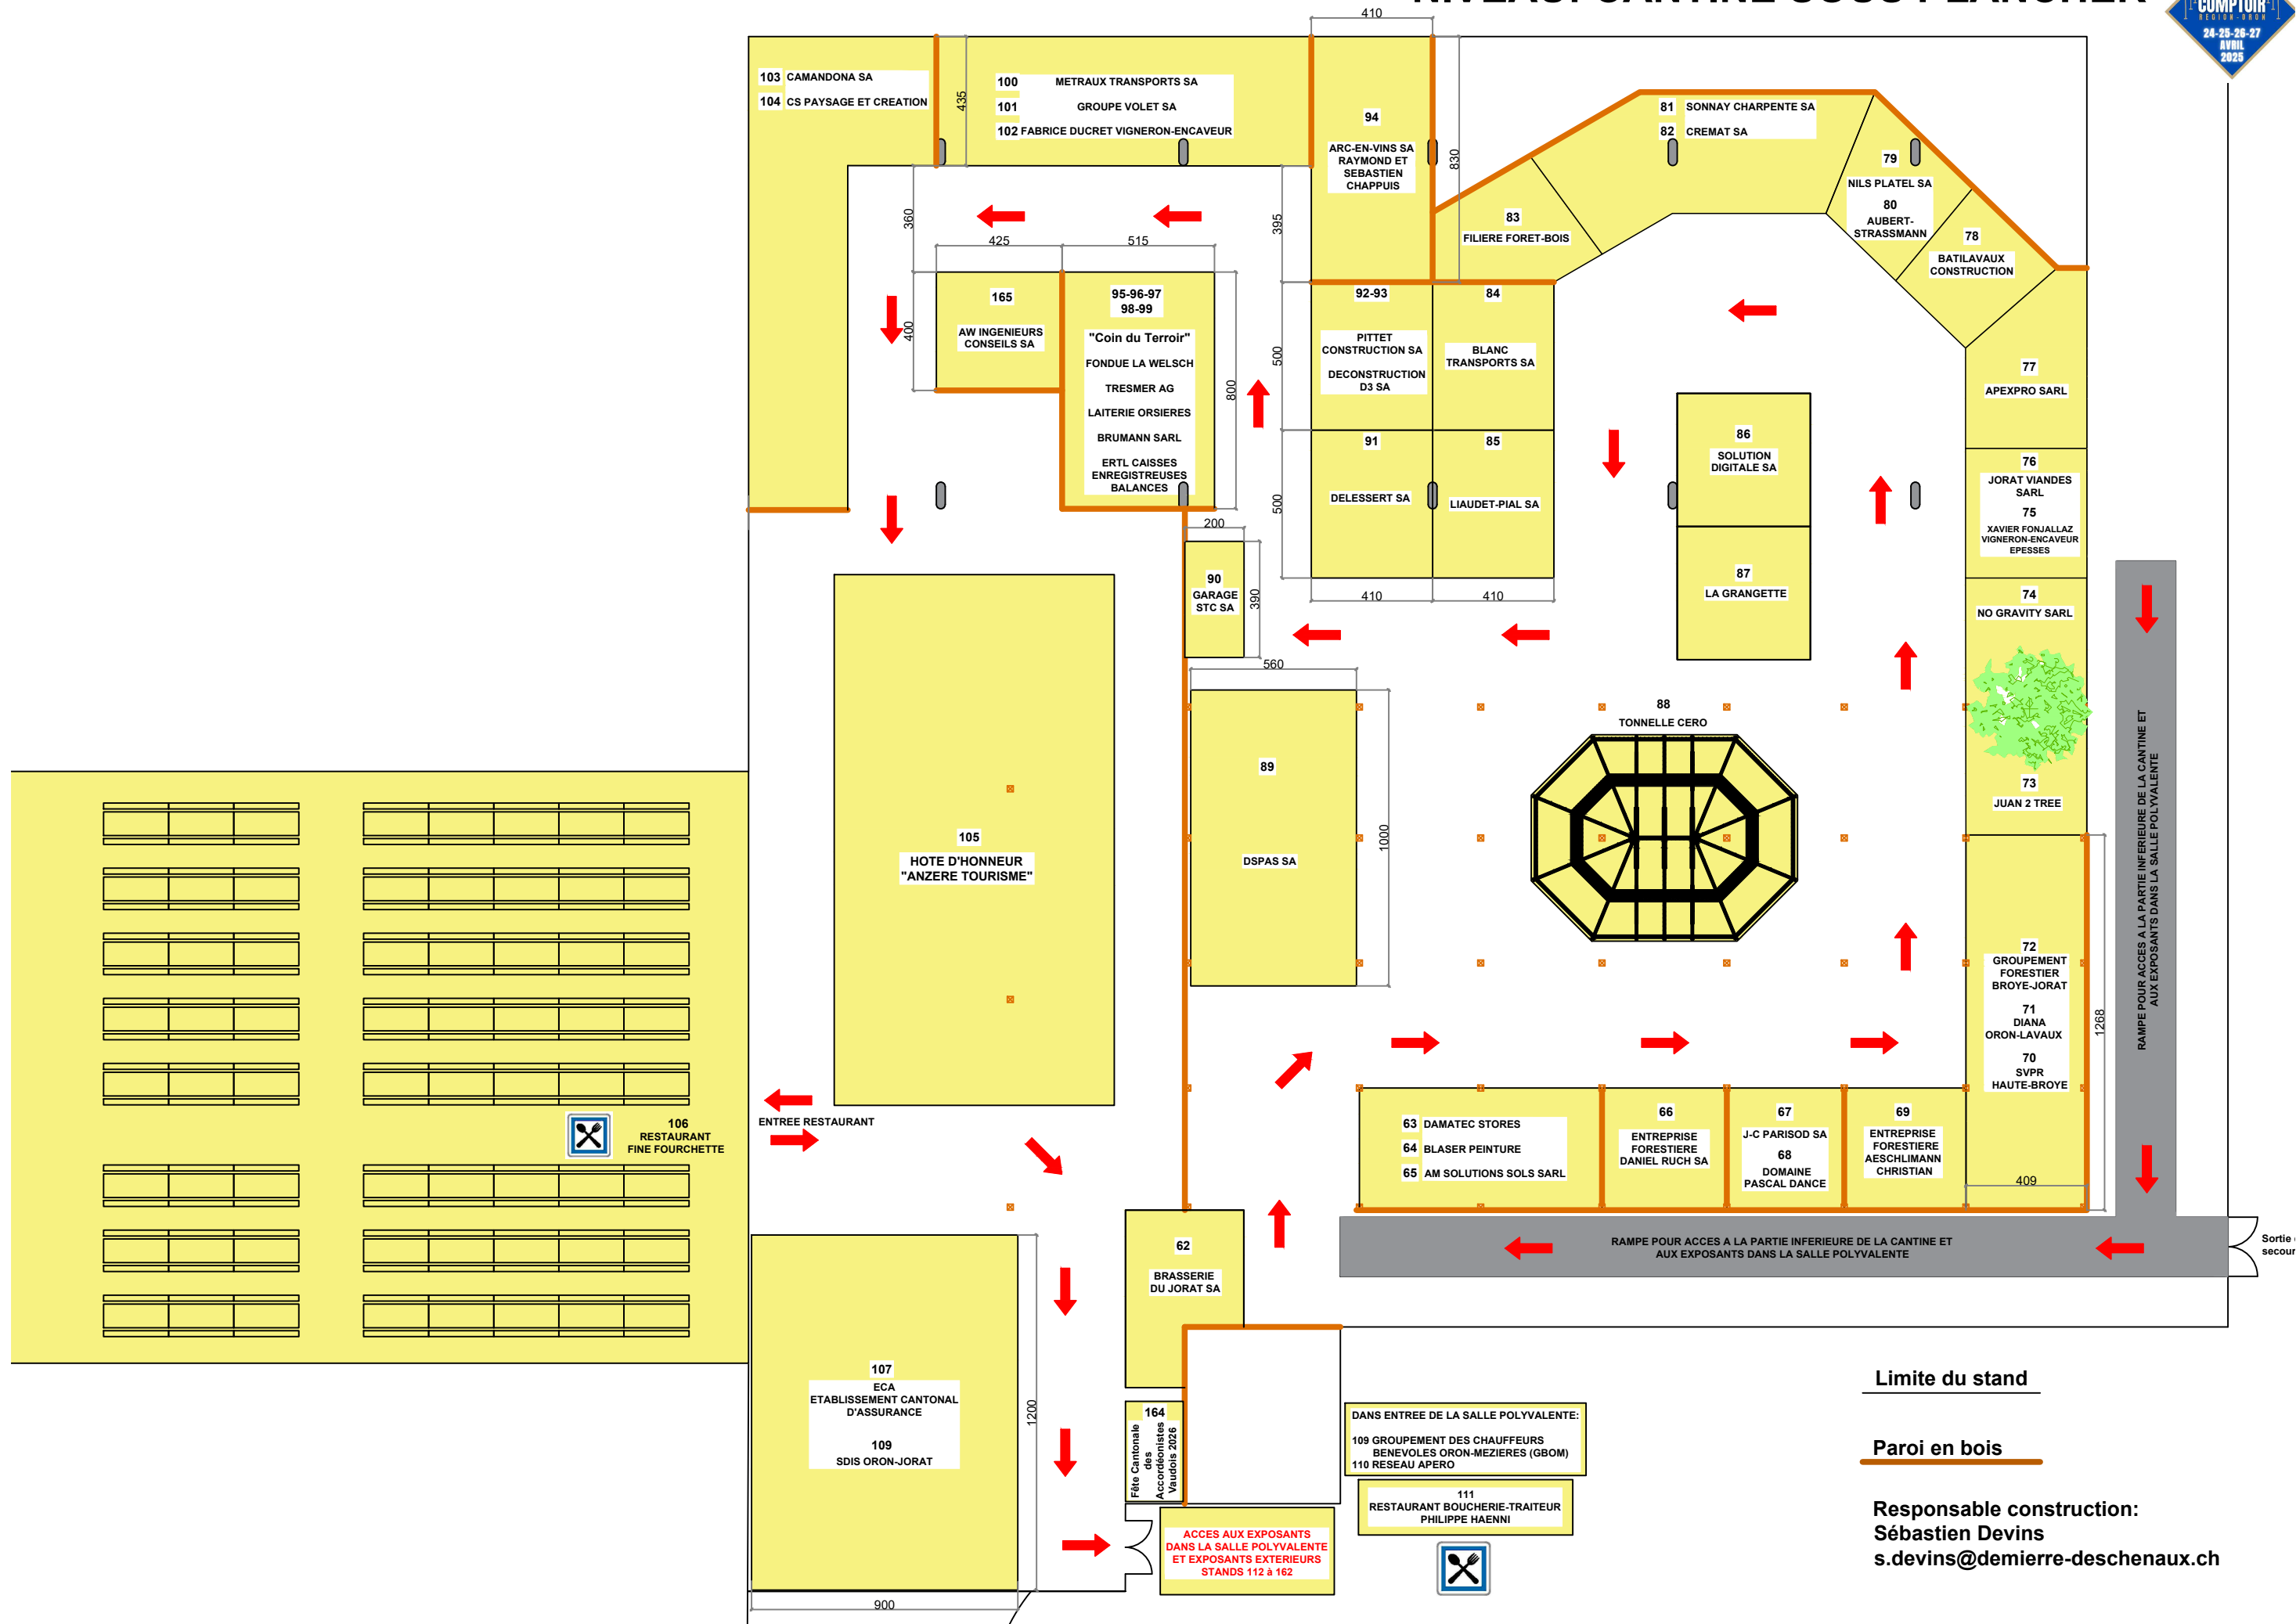 COMPTOIR
REGION-ORON
24-25-26-27
AVRIL
2025
410
103 CAMANDONA SA
104 CS PAYSAGE ET CREATION
435
100 METRAUX TRANSPORTS SA
101 GROUPE VOLET SA
102 FABRICE DUCRET VIGNERON-ENCAVEUR
94
ARC-EN-VINS SA
RAYMOND ET
SEBASTIEN
CHAPPUIS
830
81 SONNAY CHARPENTE SA
82 CREMAT SA
79
NILS PLATEL SA
80
AUBERT-
STRASSMANN
83
FILIERE FORET-BOIS
78
BATILAVAUX
CONSTRUCTION
360
395
425
515
400
165
AW INGENIEURS
CONSEILS SA
95-96-97
98-99
"Coin du Terroir"
FONDUE LA WELSCH
TRESMER AG
LAITERIE ORSIERES
BRUMANN SARL
ERTL CAISSES
ENREGISTREUSES
BALANCES
800
92-93
PITTET
CONSTRUCTION SA
DECONSTRUCTION
D3 SA
84
BLANC
TRANSPORTS SA
500
77
APEXPRO SARL
91
DELESSERT SA
85
LIAUDET-PIAL SA
500
86
SOLUTION
DIGITALE SA
76
JORAT VIANDES
SARL
75
XAVIER FONJALLAZ
VIGNERON-ENCAVEUR
EPESSES
200
90
GARAGE
STC SA
390
410
410
87
LA GRANGETTE
74
NO GRAVITY SARL
560
88
TONNELLE CERO
89
DSPAS SA
1000
73
JUAN 2 TREE
105
HOTE D'HONNEUR
"ANZERE TOURISME"
RAMPE POUR ACCES A LA PARTIE INFERIEURE DE LA CANTINE ET
AUX EXPOSANTS DANS LA SALLE POLYVALENTE
72
GROUPEMENT
FORESTIER
BROYE-JORAT
71
DIANA
ORON-LAVAUX
70
SVPR
HAUTE-BROYE
1268
409
106
RESTAURANT
FINE FOURCHETTE
ENTREE RESTAURANT
63 DAMATEC STORES
64 BLASER PEINTURE
65 AM SOLUTIONS SOLS SARL
66
ENTREPRISE
FORESTIERE
DANIEL RUCH SA
67
J-C PARISOD SA
68
DOMAINE
PASCAL DANCE
69
ENTREPRISE
FORESTIERE
AESCHLIMANN
CHRISTIAN
RAMPE POUR ACCES A LA PARTIE INFERIEURE DE LA CANTINE ET
AUX EXPOSANTS DANS LA SALLE POLYVALENTE
Sortie
62
BRASSERIE
DU JORAT SA
107
ECA
ETABLISSEMENT CANTONAL
D'ASSURANCE
109
SDIS ORON-JORAT
1200
900
164
Fête Cantonale
des
Accordéonistes
Vaudois 2026
DANS ENTREE DE LA SALLE POLYVALENTE:
109 GROUPEMENT DES CHAUFFEURS
BENEVOLES ORON-MEZIERES (GBOM)
110 RESEAU APERO
111
RESTAURANT BOUCHERIE-TRAITEUR
PHILIPPE HAENNI
ACCES AUX EXPOSANTS
DANS LA SALLE POLYVALENTE
ET EXPOSANTS EXTERIEURS
STANDS 112 à 162
Limite du stand
Paroi en bois
Responsable construction:
Sébastien Devins
s.devins@demierre-deschenaux.ch